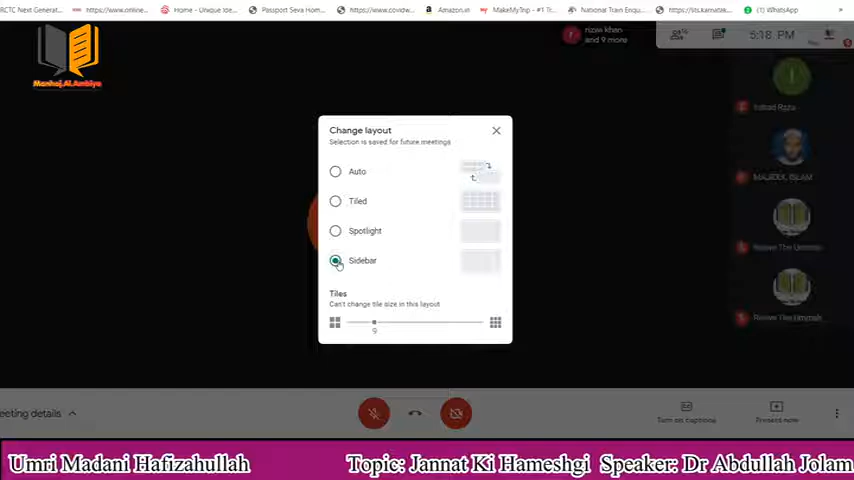 RCTC Next Generat... https://www.online... Home - Unique Ide... Passport Seva Hom... https://www.covidw... Amazon.in MakeMyTrip - #1 T... National Train Enqu... https://its.karnatak... (1) WhatsApp »
Manhaj Al Ambiya
rizwi khan
and 9 more
5:18 PM
Change layout
Selection is saved for future meetings
Auto
Tiled
Spotlight
Sidebar
Tiles
Can't change tile size in this layout
9
MAJIDUL ISLAM
Revive The Ummah
Revive The Ummah
eeting details
Turn on captions
Present now
Umri Madani Hafizahullah Topic: Jannat Ki Hameshgi Speaker: Dr Abdullah Jolam